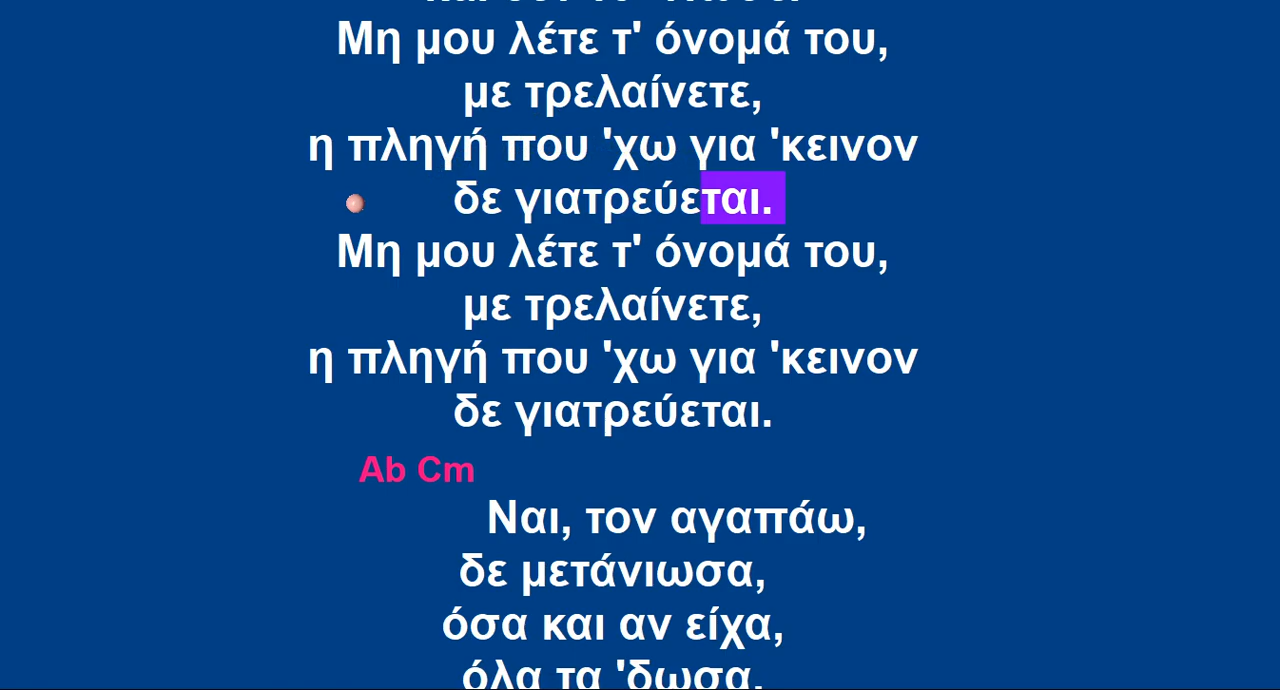 Μη μου λέτε τ' όνομά του,
με τρελαίνετε,
η πληγή που 'χω για 'κεινον
δε γιατρεύεται.
Μη μου λέτε τ' όνομά του,
με τρελαίνετε,
η πληγή που 'χω για 'κεινον
δε γιατρεύεται.
Ab Cm
Ναι, τον αγαπάω,
δε μετάνιωσα,
όσα και αν είχα,
όλα τα 'δωσα.